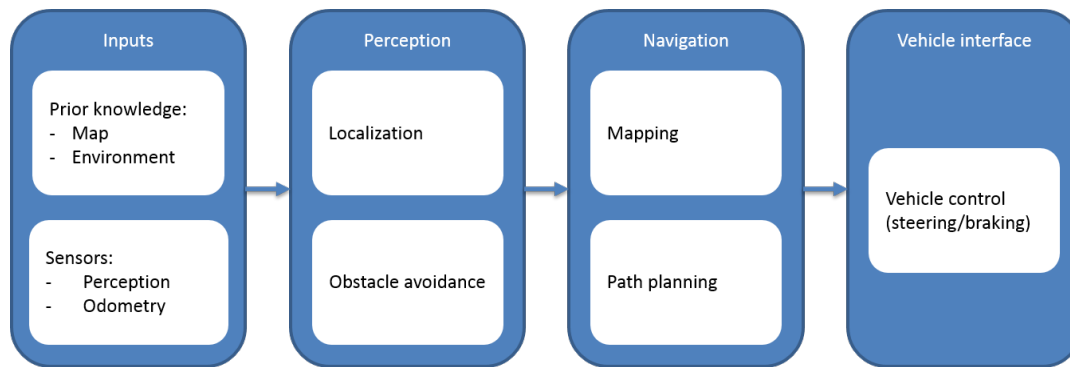 Inputs
Prior knowledge:
- Map
- Environment
Sensors:
- Perception
- Odometry
Perception
Localization
Obstacle avoidance
Navigation
Mapping
Path planning
Vehicle interface
Vehicle control
(steering/braking)